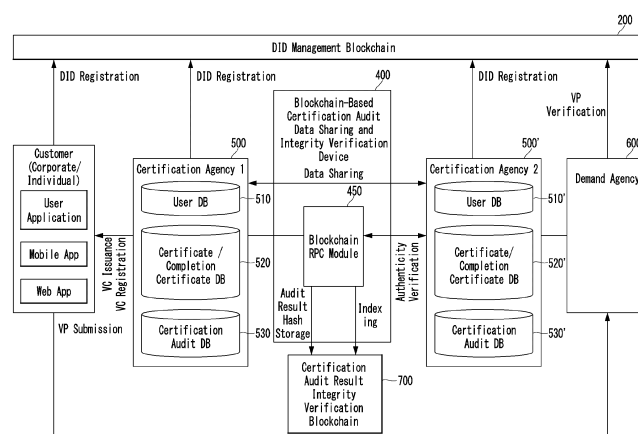 200
DID Management Blockchain
DID Registration
DID Registration
400
DID Registration
VP
Verification
Blockchain-Based
Certification Audit
Data Sharing and
Integrity Verification
Device
Customer
(Corporate/
Individual)
User
Application
Mobile App
Web App
500
Certification Agency 1
User DB
510
Certificate /
Completion
Certificate DB
520
Certification
Audit DB
530
VC Issuance
VC Registration
VP Submission
Data Sharing
450
Blockchain
RPC Module
Audit
Result
Hash
Storage
Index
ing
Authenticity
Verification
500'
Certification Agency 2
User DB
510'
Certificate/
Completion
Certificate DB
520'
Certification
Audit DB
530'
600
Demand Agency
700
Certification
Audit Result
Integrity
Verification
Blockchain